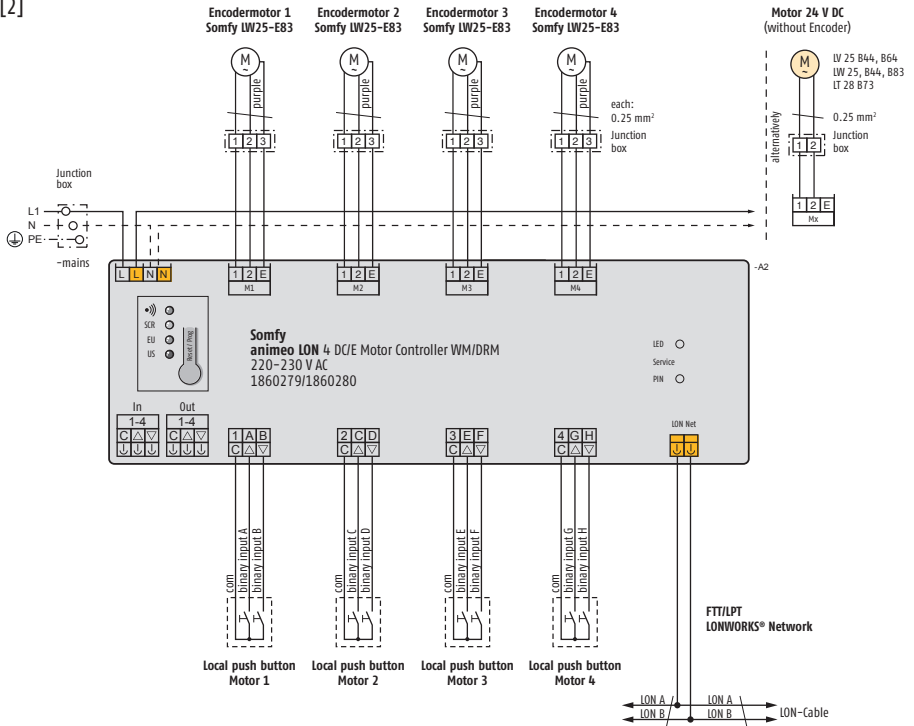 [2]
Encodermotor 1
Somfy LW25-E83
Encodermotor 2
Somfy LW25-E83
Encodermotor 3
Somfy LW25-E83
Encodermotor 4
Somfy LW25-E83
Motor 24 V DC
(without Encoder)
M
~
M
~
M
~
M
~
M
~
LV 25 B44, B64
LW 25, B44, B83
LT 28 B73
purple
purple
purple
purple
each:
0.25 mm²
0.25 mm²
1 2 3
1 2 3
1 2 3
1 2 3
Junction
box
alternatively
1 2
Junction
box
1 2 E
Mx
Junction
box
L1
N
PE
-mains
-A2
L L N N
1 2 E
M1
1 2 E
M2
1 2 E
M3
1 2 E
M4
SCR
EU
US
Reset / Prog
Somfy
animeo LON 4 DC/E Motor Controller WM/DRM
220-230 V AC
1860279/1860280
LED
Service
PIN
In
1-4
C
Out
1-4
C
1 A B
C
2 C D
C
3 E F
C
4 G H
C
LON Net
com
binary input A
binary input B
com
binary input C
binary input D
com
binary input E
binary input F
com
binary input G
binary input H
Local push button
Motor 1
Local push button
Motor 2
Local push button
Motor 3
Local push button
Motor 4
FTT/LPT
LONWORKS® Network
LON A
LON A
LON B
LON B
LON-Cable